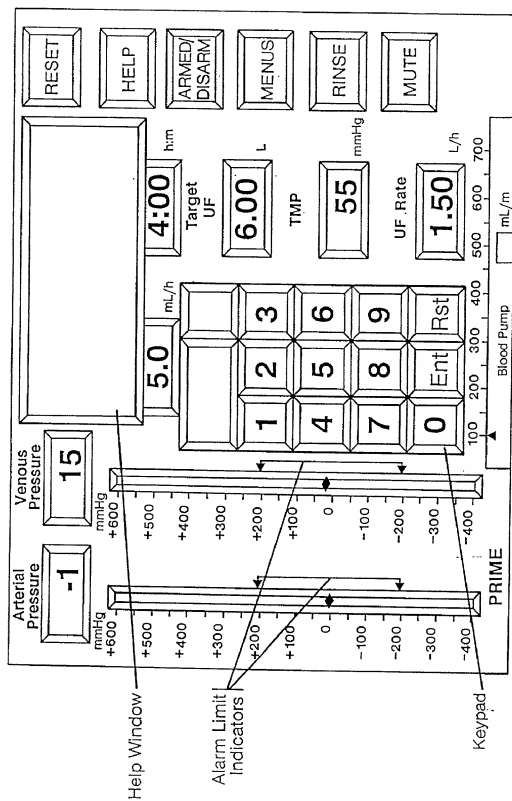 Arterial
Pressure
-1
mmHg
+600
+500
+400
+300
+200
+100
0
-100
-200
-300
-400
Venous
Pressure
15
mmHg
+600
+500
+400
+300
+200
+100
0
-100
-200
-300
-400
PRIME
5.0
mL/h
4:00
h:m
Target
UF
6.00
L
TMP
55
mmHg
UF Rate
1.50
L/h
1 2 3
4 5 6
7 8 9
0 Ent Rst
100 200 300 400 500 600 700
Blood Pump
mL/m
RESET
HELP
ARMED/
DISARM
MENUS
RINSE
MUTE
Help Window
Alarm Limit
Indicators
Keypad